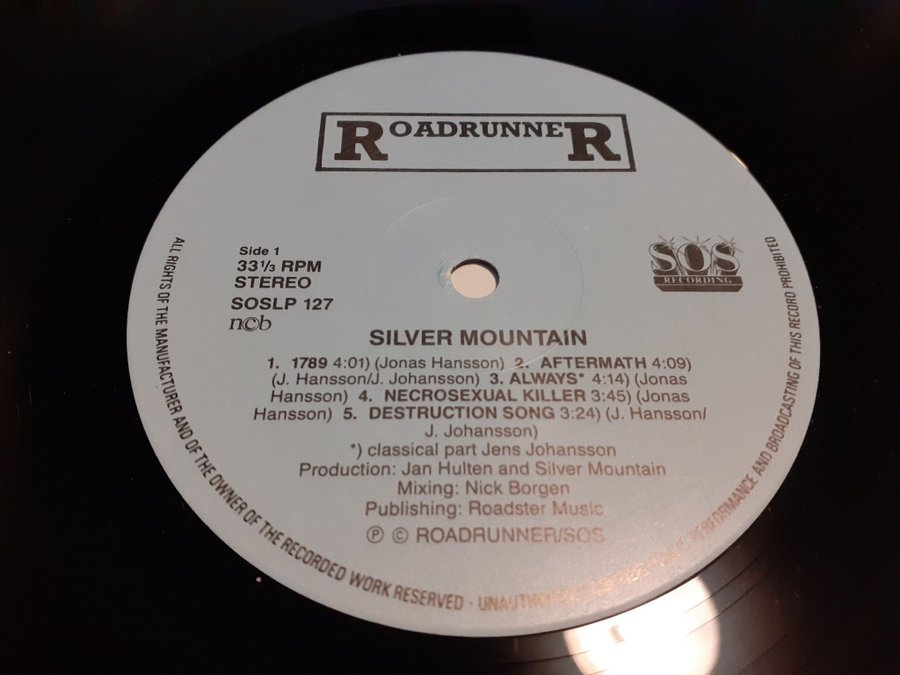 ROADRUNNER
Side 1
33 1/3 RPM
STEREO
SOSLP 127
ncb
SOS
RECORDING
SILVER MOUNTAIN
1. 1789 4:01) (Jonas Hansson) 2. AFTERMATH 4:09)
(J. Hansson/J. Johansson) 3. ALWAYS* 4:14) (Jonas
Hansson) 4. NECROSEXUAL KILLER 3:45) (Jonas
Hansson) 5. DESTRUCTION SONG 3:24) (J. Hansson/
J. Johansson)
*) classical part Jens Johansson
Production: Jan Hulten and Silver Mountain
Mixing: Nick Borgen
Publishing: Roadster Music
Ⓟ © ROADRUNNER/SOS
ALL RIGHTS OF THE MANUFACTURER AND OF THE OWNER OF THE RECORDED WORK RESERVED · PERFORMANCE AND BROADCASTING OF THIS RECORD PROHIBITED